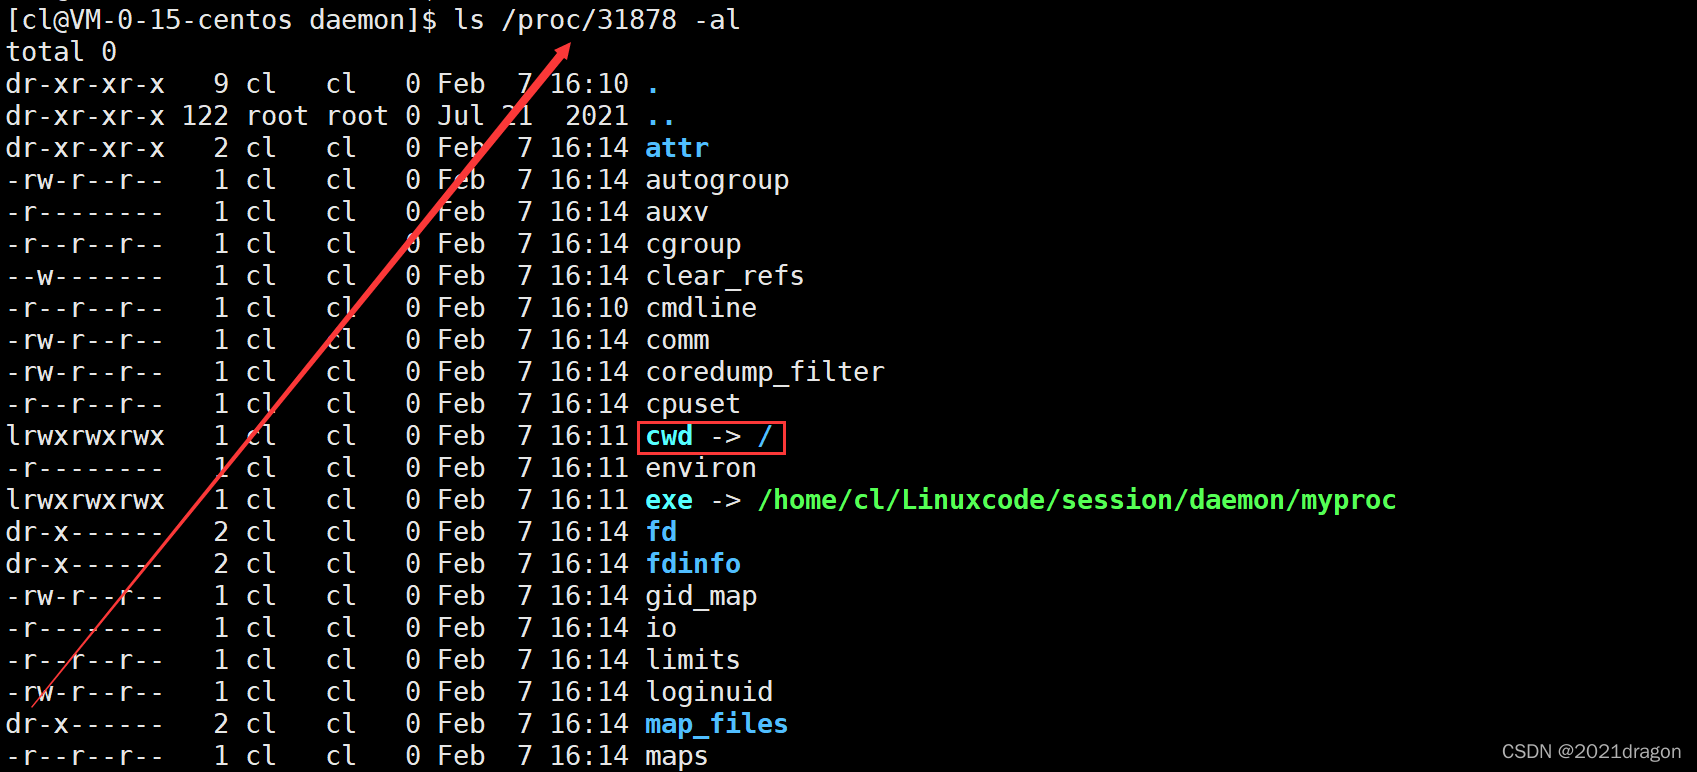 [cl@VM-0-15-centos daemon]$ ls /proc/31878 -al
total 0
dr-xr-xr-x   9 cl   cl   0 Feb  7 16:10 .
dr-xr-xr-x 122 root root 0 Jul 21  2021 ..
dr-xr-xr-x   2 cl   cl   0 Feb  7 16:14 attr
-rw-r--r--   1 cl   cl   0 Feb  7 16:14 autogroup
-r--------   1 cl   cl   0 Feb  7 16:14 auxv
-r--r--r--   1 cl   cl   0 Feb  7 16:14 cgroup
--w-------   1 cl   cl   0 Feb  7 16:14 clear_refs
-r--r--r--   1 cl   cl   0 Feb  7 16:10 cmdline
-rw-r--r--   1 cl   cl   0 Feb  7 16:14 comm
-rw-r--r--   1 cl   cl   0 Feb  7 16:14 coredump_filter
-r--r--r--   1 cl   cl   0 Feb  7 16:14 cpuset
lrwxrwxrwx   1 cl   cl   0 Feb  7 16:11 cwd -> /
-r--------   1 cl   cl   0 Feb  7 16:11 environ
lrwxrwxrwx   1 cl   cl   0 Feb  7 16:11 exe -> /home/cl/Linuxcode/session/daemon/myproc
dr-x------   2 cl   cl   0 Feb  7 16:14 fd
dr-x------   2 cl   cl   0 Feb  7 16:14 fdinfo
-rw-r--r--   1 cl   cl   0 Feb  7 16:14 gid_map
-r--------   1 cl   cl   0 Feb  7 16:14 io
-r--r--r--   1 cl   cl   0 Feb  7 16:14 limits
-rw-r--r--   1 cl   cl   0 Feb  7 16:14 loginuid
dr-x------   2 cl   cl   0 Feb  7 16:14 map_files
-r--r--r--   1 cl   cl   0 Feb  7 16:14 maps
CSDN @2021dragon